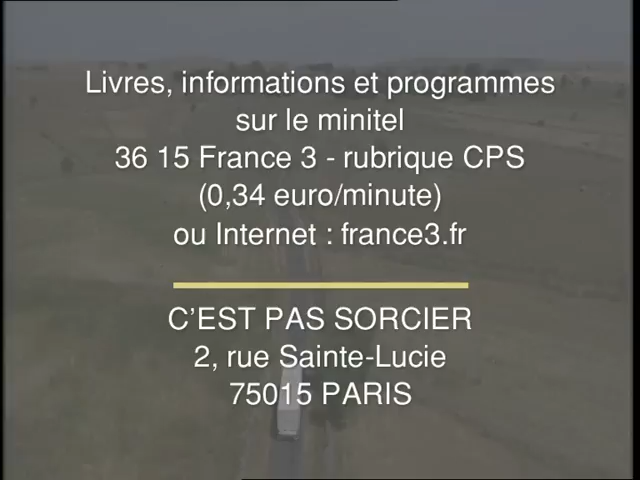 Livres, informations et programmes
sur le minitel
36 15 France 3 - rubrique CPS
(0,34 euro/minute)
ou Internet : france3.fr
C'EST PAS SORCIER
2, rue Sainte-Lucie
75015 PARIS